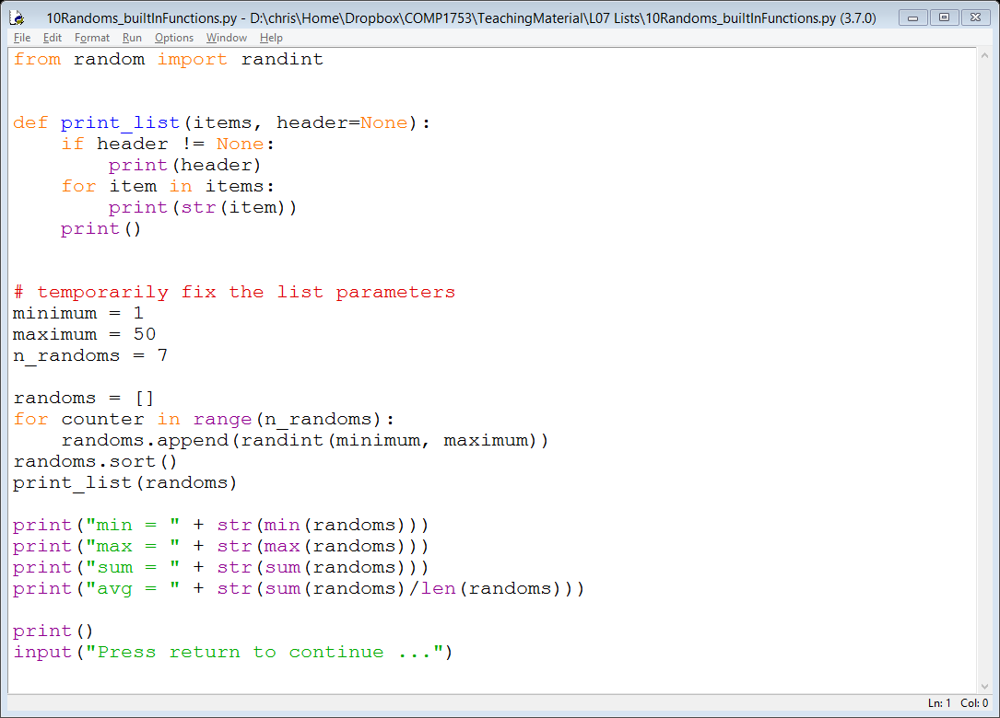 10Randoms_builtInFunctions.py - D:\chris\Home\Dropbox\COMP1753\TeachingMaterial\L07 Lists\10Randoms_builtInFunctions.py (3.7.0)
File Edit Format Run Options Window Help
from random import randint
def print_list(items, header=None):
    if header != None:
        print(header)
    for item in items:
        print(str(item))
    print()
# temporarily fix the list parameters
minimum = 1
maximum = 50
n_randoms = 7
randoms = []
for counter in range(n_randoms):
    randoms.append(randint(minimum, maximum))
randoms.sort()
print_list(randoms)
print("min = " + str(min(randoms)))
print("max = " + str(max(randoms)))
print("sum = " + str(sum(randoms)))
print("avg = " + str(sum(randoms)/len(randoms)))
print()
input("Press return to continue ...")
Ln: 1 Col: 0